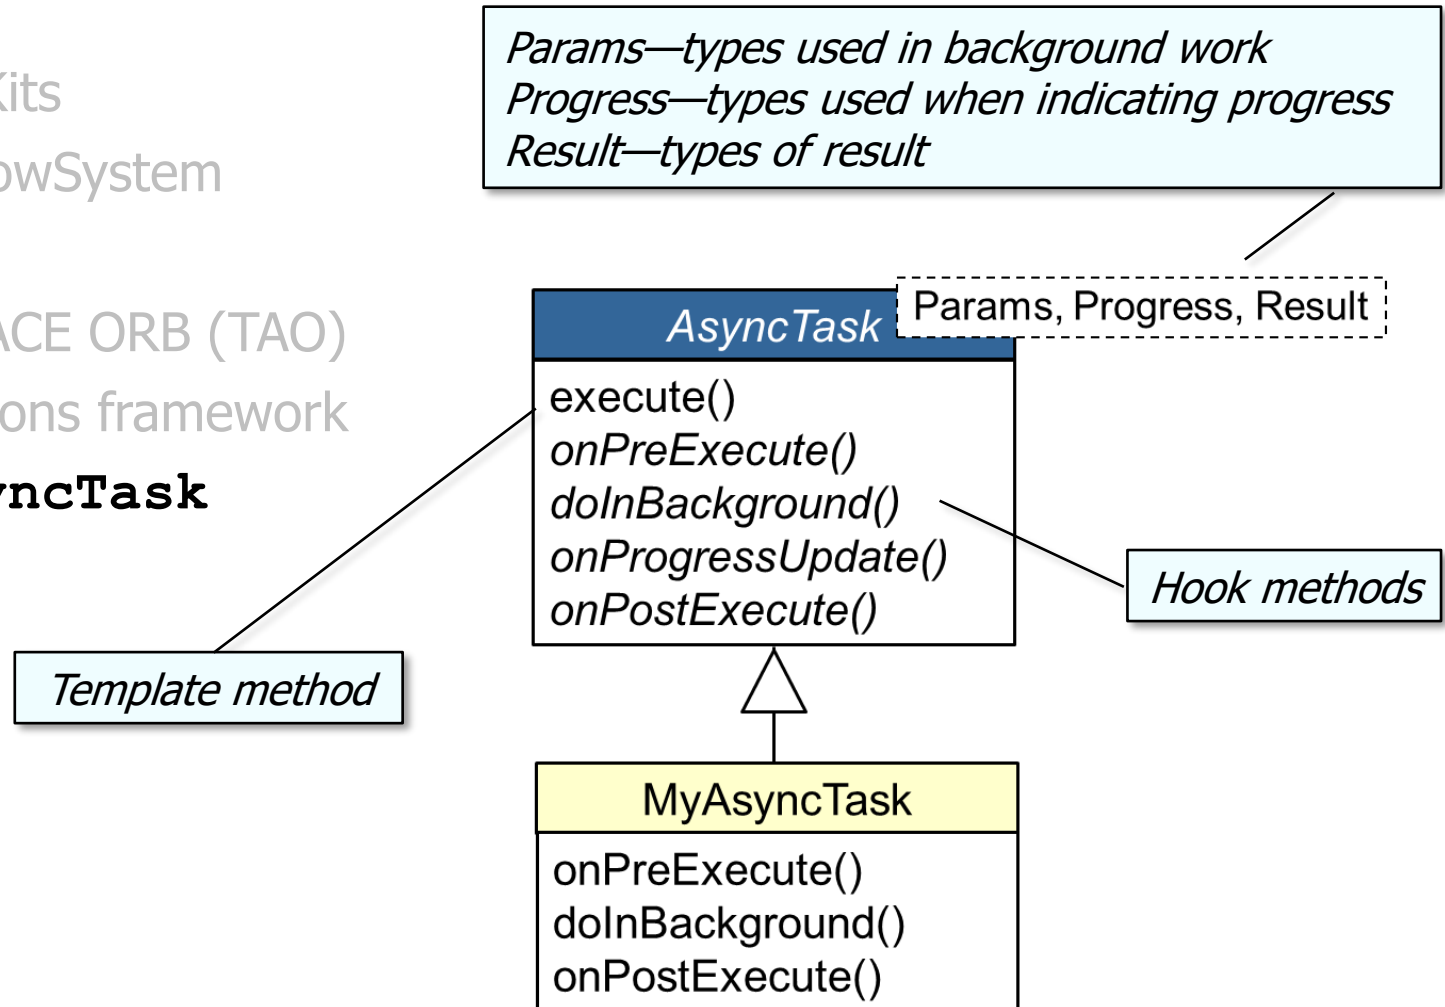 Kits
owSystem
ACE ORB (TAO)
ons framework
yncTask
Params—types used in background work
Progress—types used when indicating progress
Result—types of result
Params, Progress, Result
AsyncTask
execute()
onPreExecute()
doInBackground()
onProgressUpdate()
onPostExecute()
Hook methods
Template method
MyAsyncTask
onPreExecute()
doInBackground()
onPostExecute()